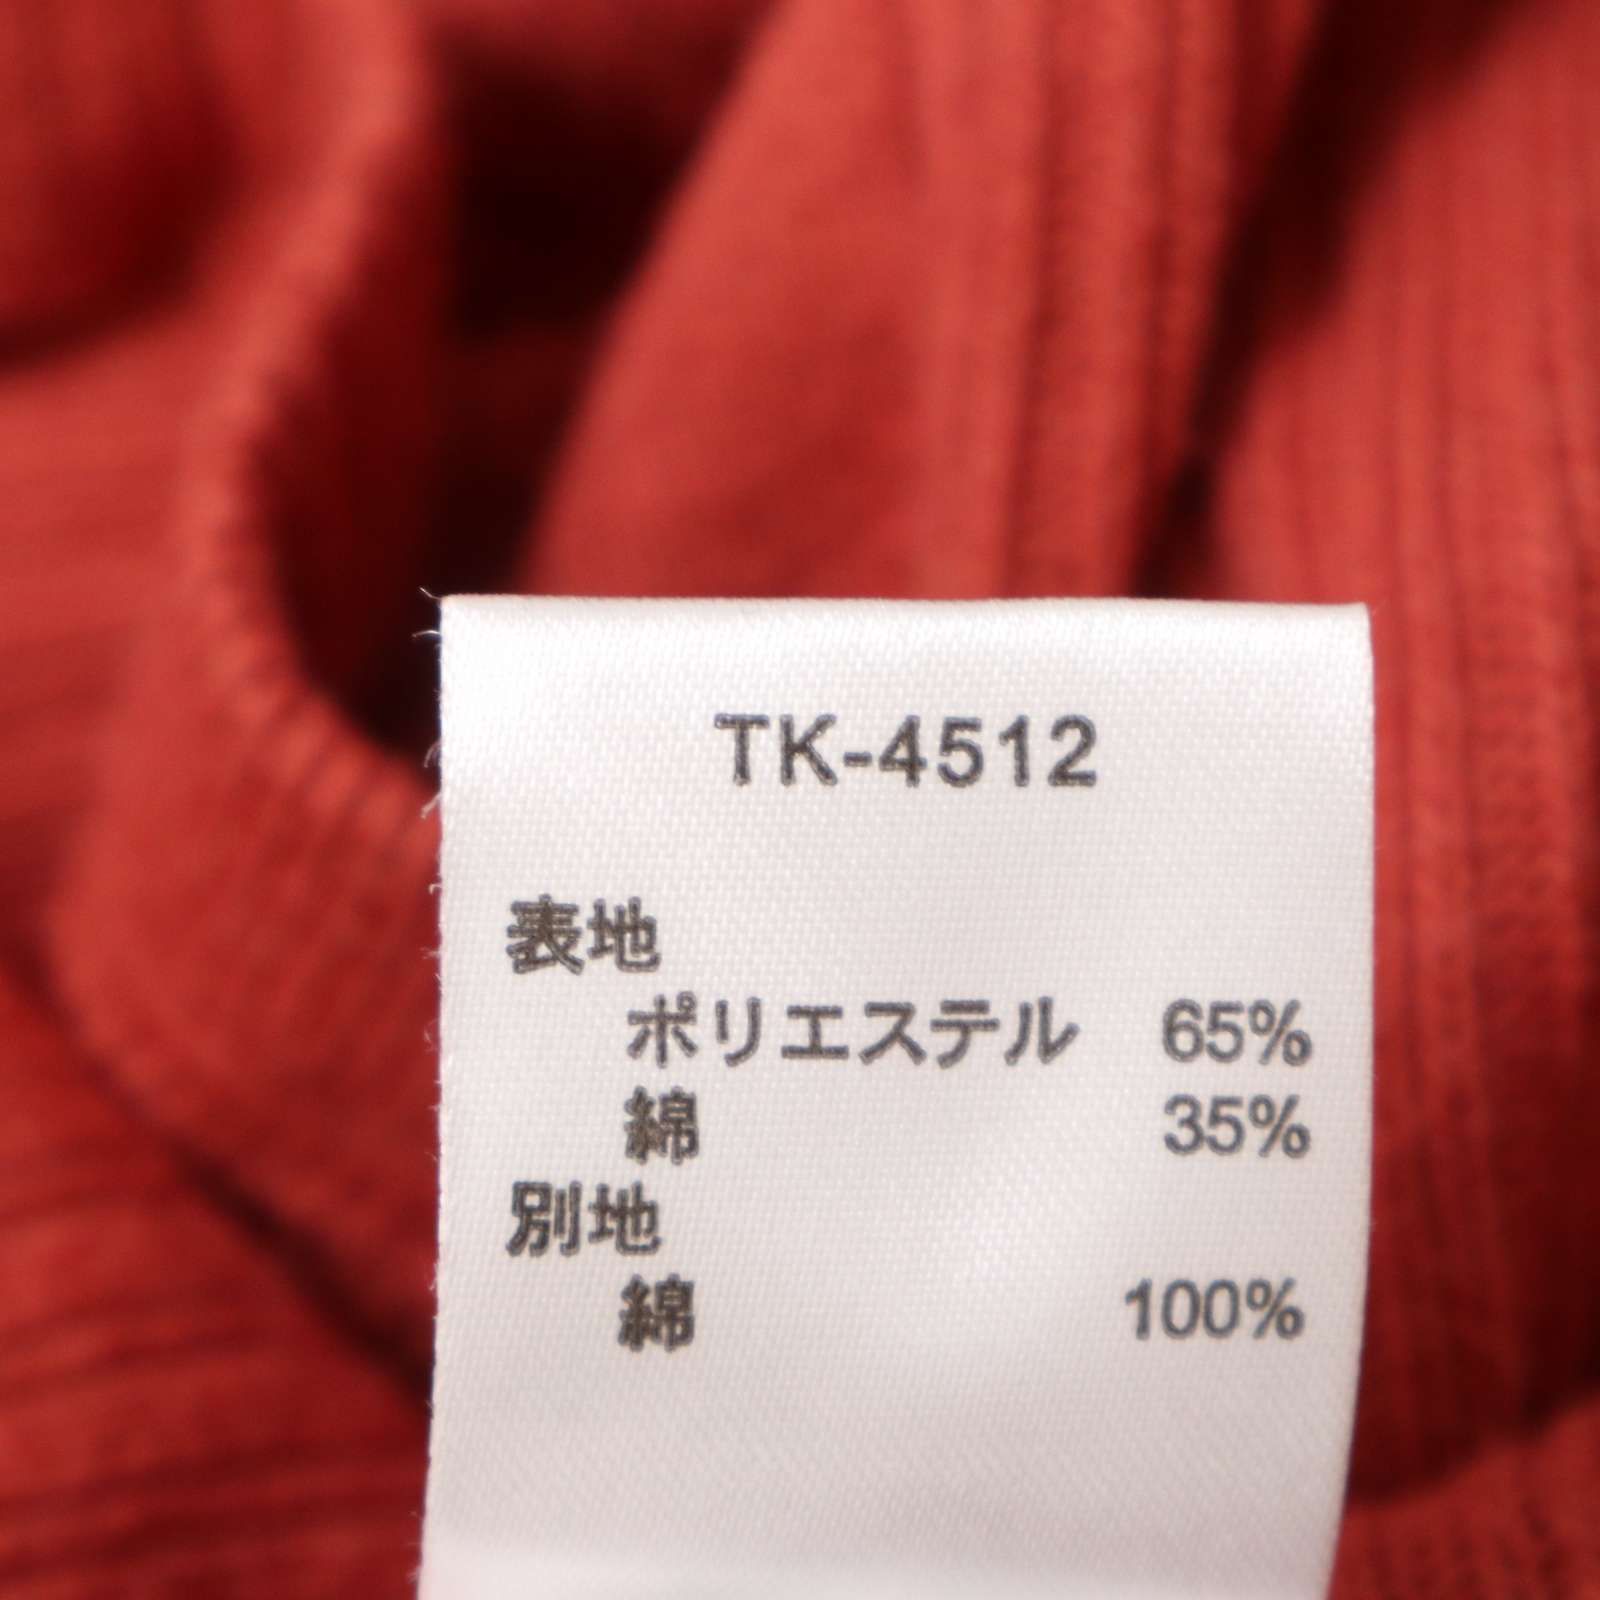 TK-4512
表地
ポリエステル 65%
綿 35%
別地
綿 100%